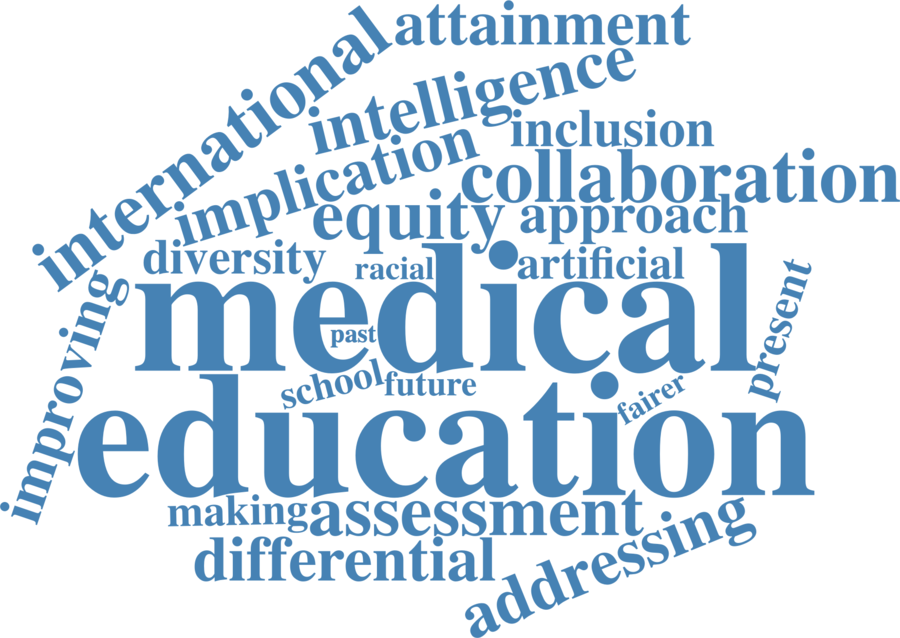 attainment
international
intelligence
inclusion
implication
collaboration
equity
approach
diversity
racial
artificial
medical
improving
present
past
school
future
fairer
education
making
assessment
differential
addressing